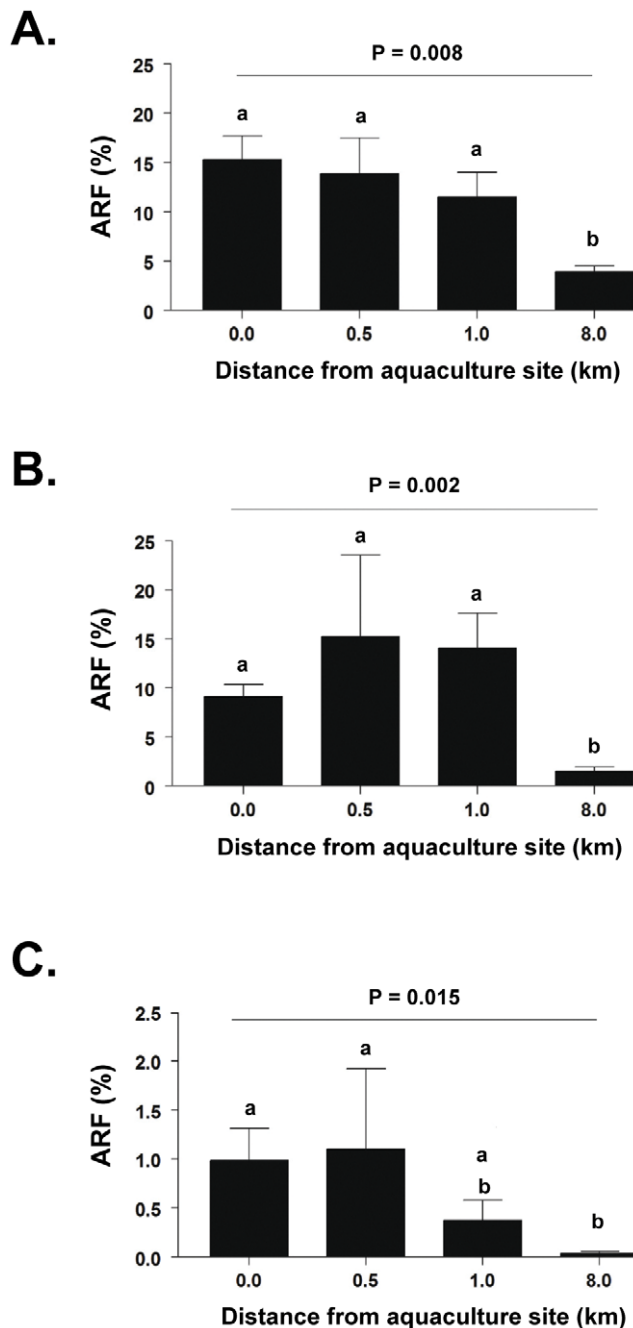 A.
P = 0.008
25
20
15
10
5
0
ARF (%)
a
a
a
b
0.0 0.5 1.0 8.0
Distance from aquaculture site (km)
B.
P = 0.002
25
20
15
10
5
0
ARF (%)
a
a
a
b
0.0 0.5 1.0 8.0
Distance from aquaculture site (km)
C.
P = 0.015
2.5
2.0
1.5
1.0
0.5
0.0
ARF (%)
a
a
a
b
b
0.0 0.5 1.0 8.0
Distance from aquaculture site (km)